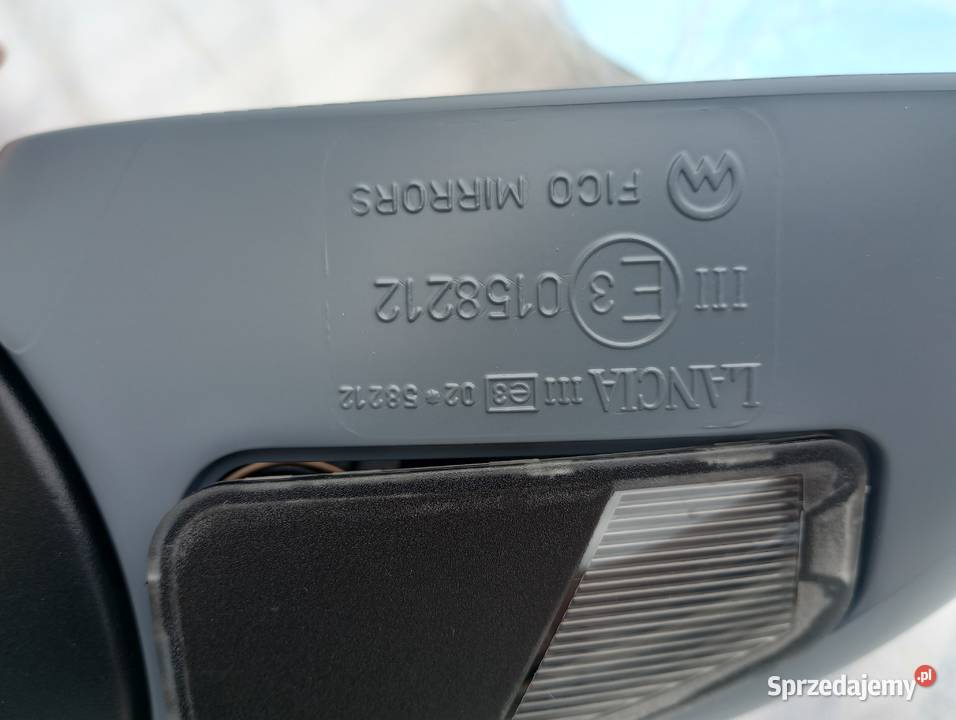 LANCIA III e3 02*58212
III E3 0158212
FICO MIRRORS
Sprzedajemy.pl